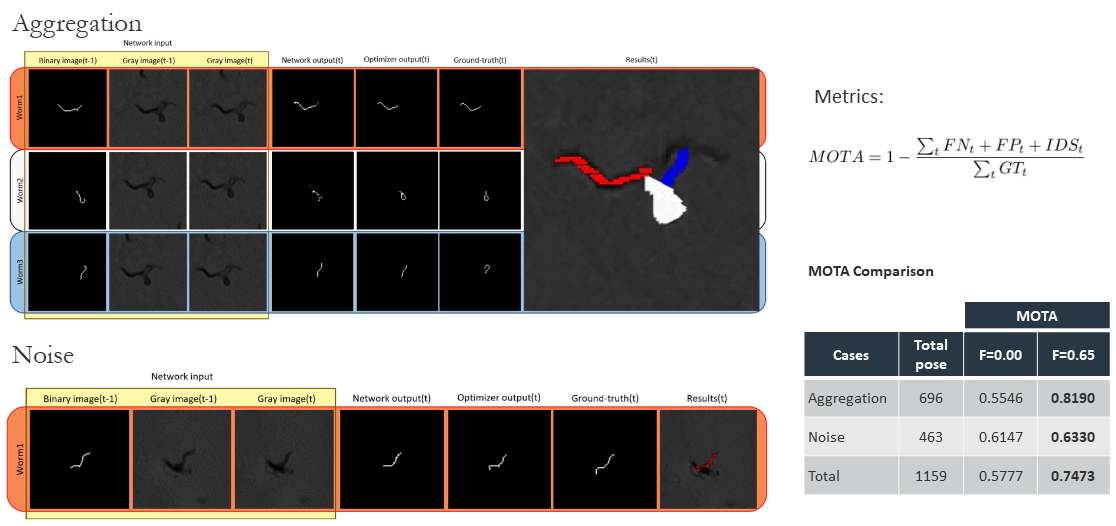 Aggregation
Network input
Binary image(t-1) Gray image(t-1) Gray image(t) Network output(t) Optimizer output(t) Ground-truth(t) Results(t)
Worm1
Worm2
Worm3
Noise
Network input
Binary image(t-1) Gray image(t-1) Gray image(t) Network output(t) Optimizer output(t) Ground-truth(t) Results(t)
Worm1
Metrics:
MOTA = 1 - \frac{\sum_t FN_t + FP_t + IDS_t}{\sum_t GT_t}
MOTA Comparison
MOTA
Cases Total pose F=0.00 F=0.65
Aggregation 696 0.5546 0.8190
Noise 463 0.6147 0.6330
Total 1159 0.5777 0.7473